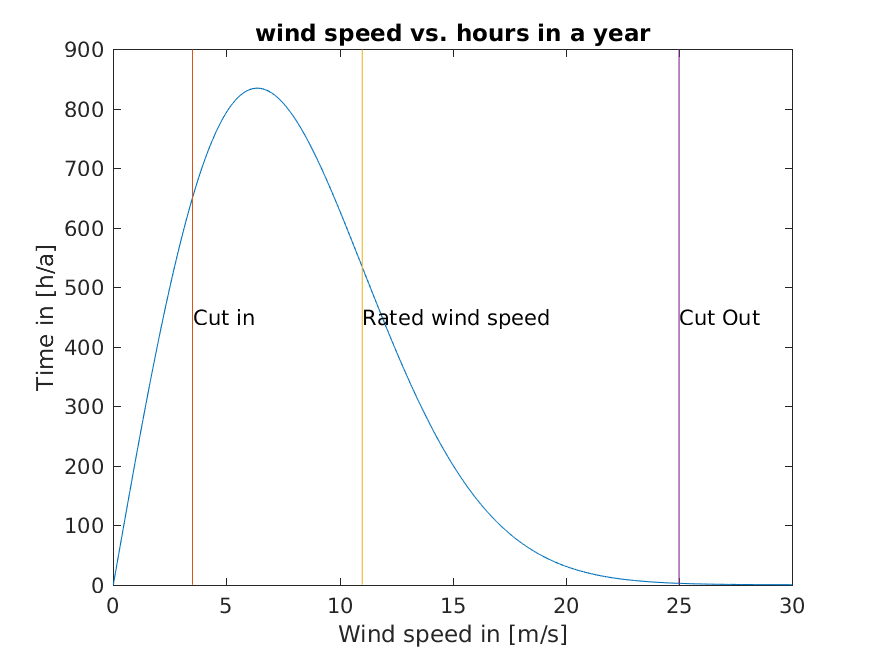 wind speed vs. hours in a year
900
800
700
600
500
400
300
200
100
0
Time in [h/a]
Cut in
Rated wind speed
Cut Out
0 5 10 15 20 25 30
Wind speed in [m/s]